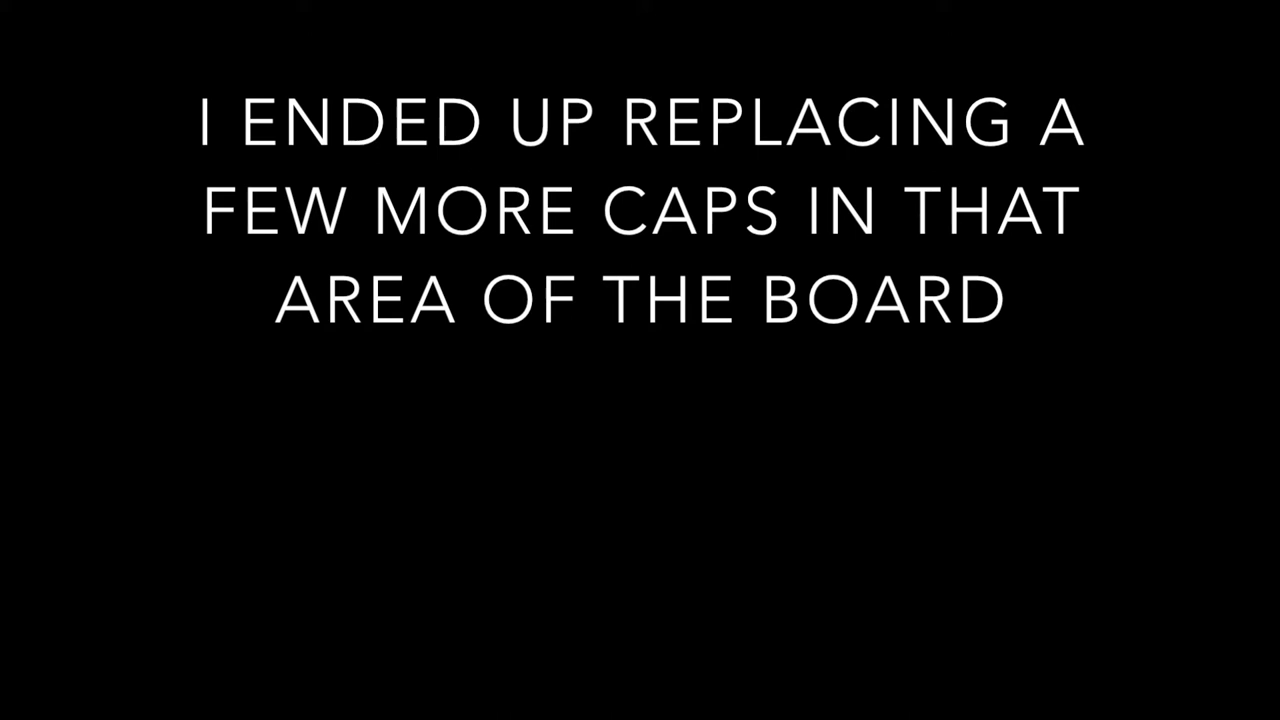 I ENDED UP REPLACING A
FEW MORE CAPS IN THAT
AREA OF THE BOARD